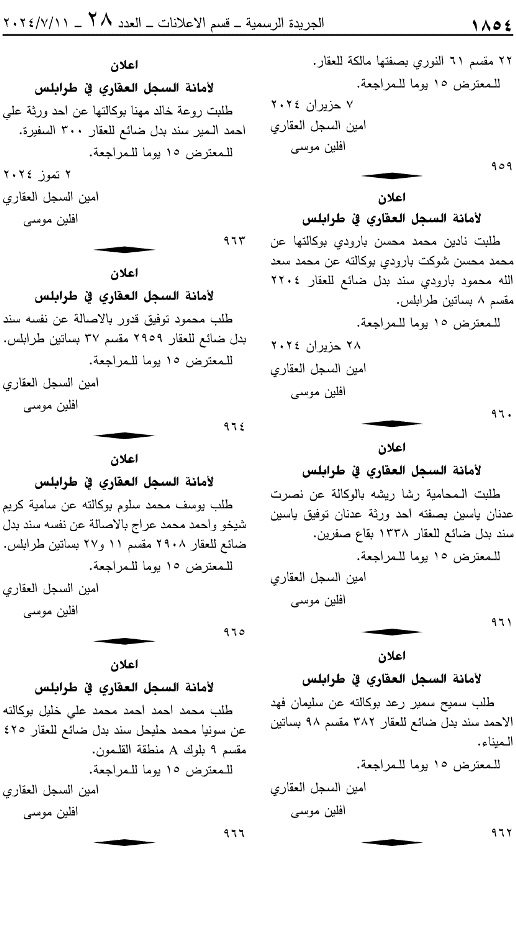 ١٨٥٤
الجريدة الرسمية ـ قسم الاعلانات ـ العدد ٢٨ ـ ٢٠٢٤/٧/١١
٢٢ مقسم ٦١ النوري بصفتها مالكة للعقار.
للمعترض ١٥ يوما للمراجعة.
٧ حزيران ٢٠٢٤
امين السجل العقاري
افلين موسى
٩٥٩
اعلان
لأمانة السجل العقاري في طرابلس
طلبت نادين محمد محسن بارودي بوكالتها عن
محمد محسن شوكت بارودي بوكالته عن محمد سعد
الله محمود بارودي سند بدل ضائع للعقار ٢٢٠٤
مقسم ٨ بساتين طرابلس.
للمعترض ١٥ يوما للمراجعة.
٢٨ حزيران ٢٠٢٤
امين السجل العقاري
افلين موسى
٩٦٠
اعلان
لأمانة السجل العقاري في طرابلس
طلبت المحامية رشا ريشه بالوكالة عن نصرت
عدنان ياسين بصفته احد ورثة عدنان توفيق ياسين
سند بدل ضائع للعقار ١٣٣٨ بقاع صفرين.
للمعترض ١٥ يوما للمراجعة.
امين السجل العقاري
افلين موسى
٩٦١
اعلان
لأمانة السجل العقاري في طرابلس
طلب سميح سمير رعد بوكالته عن سليمان فهد
الاحمد سند بدل ضائع للعقار ٣٨٢ مقسم ٩٨ بساتين
الميناء.
للمعترض ١٥ يوما للمراجعة.
امين السجل العقاري
افلين موسى
٩٦٢
اعلان
لأمانة السجل العقاري في طرابلس
طلبت روعة خالد مهنا بوكالتها عن احد ورثة علي
احمد المير سند بدل ضائع للعقار ٣٠٠ السفيرة.
للمعترض ١٥ يوما للمراجعة.
٢ تموز ٢٠٢٤
امين السجل العقاري
افلين موسى
٩٦٣
اعلان
لأمانة السجل العقاري في طرابلس
طلب محمود توفيق قدور بالاصالة عن نفسه سند
بدل ضائع للعقار ٢٩٥٩ مقسم ٣٧ بساتين طرابلس.
للمعترض ١٥ يوما للمراجعة.
امين السجل العقاري
افلين موسى
٩٦٤
اعلان
لأمانة السجل العقاري في طرابلس
طلب يوسف محمد سلوم بوكالته عن سامية كريم
شيخو واحمد محمد عراج بالاصالة عن نفسه سند بدل
ضائع للعقار ٢٩٠٨ مقسم ١١ و٢٧ بساتين طرابلس.
للمعترض ١٥ يوما للمراجعة.
امين السجل العقاري
افلين موسى
٩٦٥
اعلان
لأمانة السجل العقاري في طرابلس
طلب محمد احمد احمد محمد علي خليل بوكالته
عن سونيا محمد حليحل سند بدل ضائع للعقار ٤٢٥
مقسم ٩ بلوك A منطقة القلمون.
للمعترض ١٥ يوما للمراجعة.
امين السجل العقاري
افلين موسى
٩٦٦